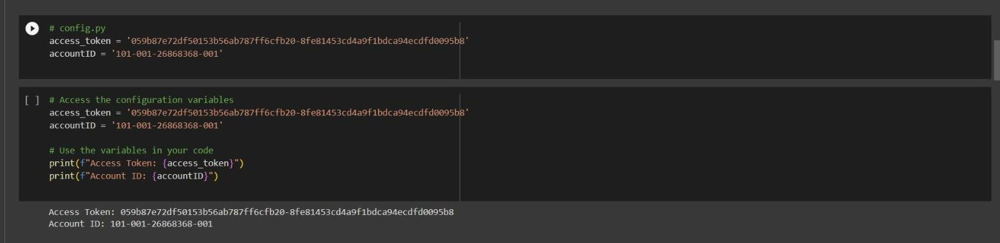 # config.py
access_token = '059b87e72df50153b56ab787ff6cfb20-8fe81453cd4a9f1bdca94ecdfd0095b8'
accountID = '101-001-26868368-001'
[ ] # Access the configuration variables
access_token = '059b87e72df50153b56ab787ff6cfb20-8fe81453cd4a9f1bdca94ecdfd0095b8'
accountID = '101-001-26868368-001'
# Use the variables in your code
print(f"Access Token: {access_token}")
print(f"Account ID: {accountID}")
Access Token: 059b87e72df50153b56ab787ff6cfb20-8fe81453cd4a9f1bdca94ecdfd0095b8
Account ID: 101-001-26868368-001